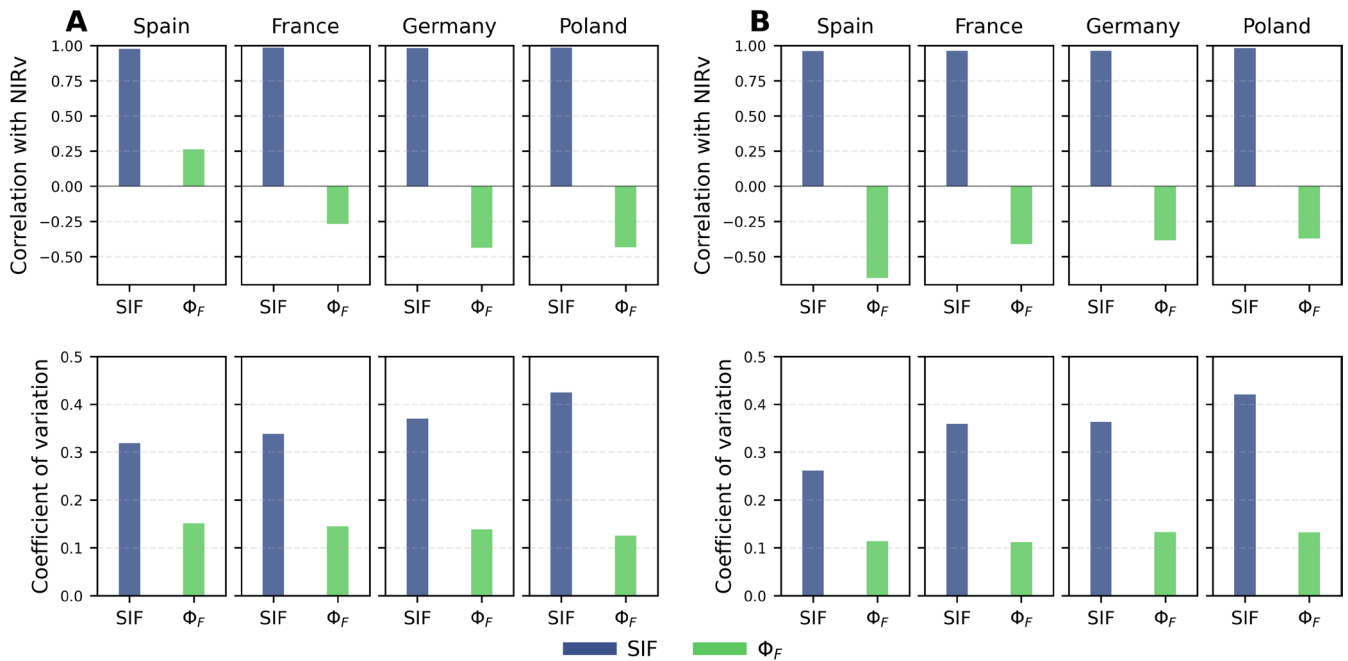 A
Spain France Germany Poland
Correlation with NIRv
1.00
0.75
0.50
0.25
0.00
−0.25
−0.50
SIF Φ_F SIF Φ_F SIF Φ_F SIF Φ_F
Coefficient of variation
0.5
0.4
0.3
0.2
0.1
0.0
SIF Φ_F SIF Φ_F SIF Φ_F SIF Φ_F
B
Spain France Germany Poland
Correlation with NIRv
1.00
0.75
0.50
0.25
0.00
−0.25
−0.50
SIF Φ_F SIF Φ_F SIF Φ_F SIF Φ_F
Coefficient of variation
0.5
0.4
0.3
0.2
0.1
0.0
SIF Φ_F SIF Φ_F SIF Φ_F SIF Φ_F
SIF Φ_F